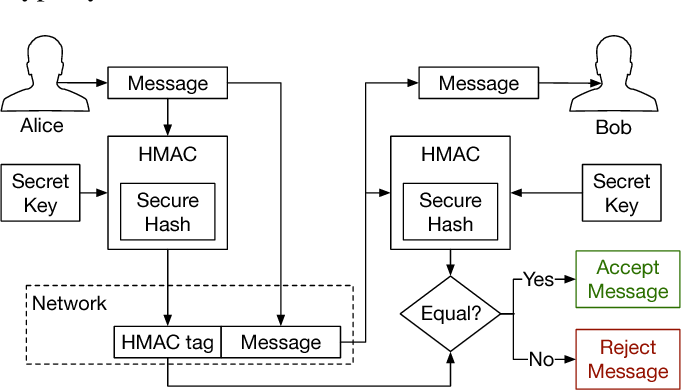 Message
Message
Alice
Bob
HMAC
HMAC
Secret
Key
Secure
Hash
Secure
Hash
Secret
Key
Network
HMAC tag
Message
Equal?
Yes
Accept
Message
No
Reject
Message